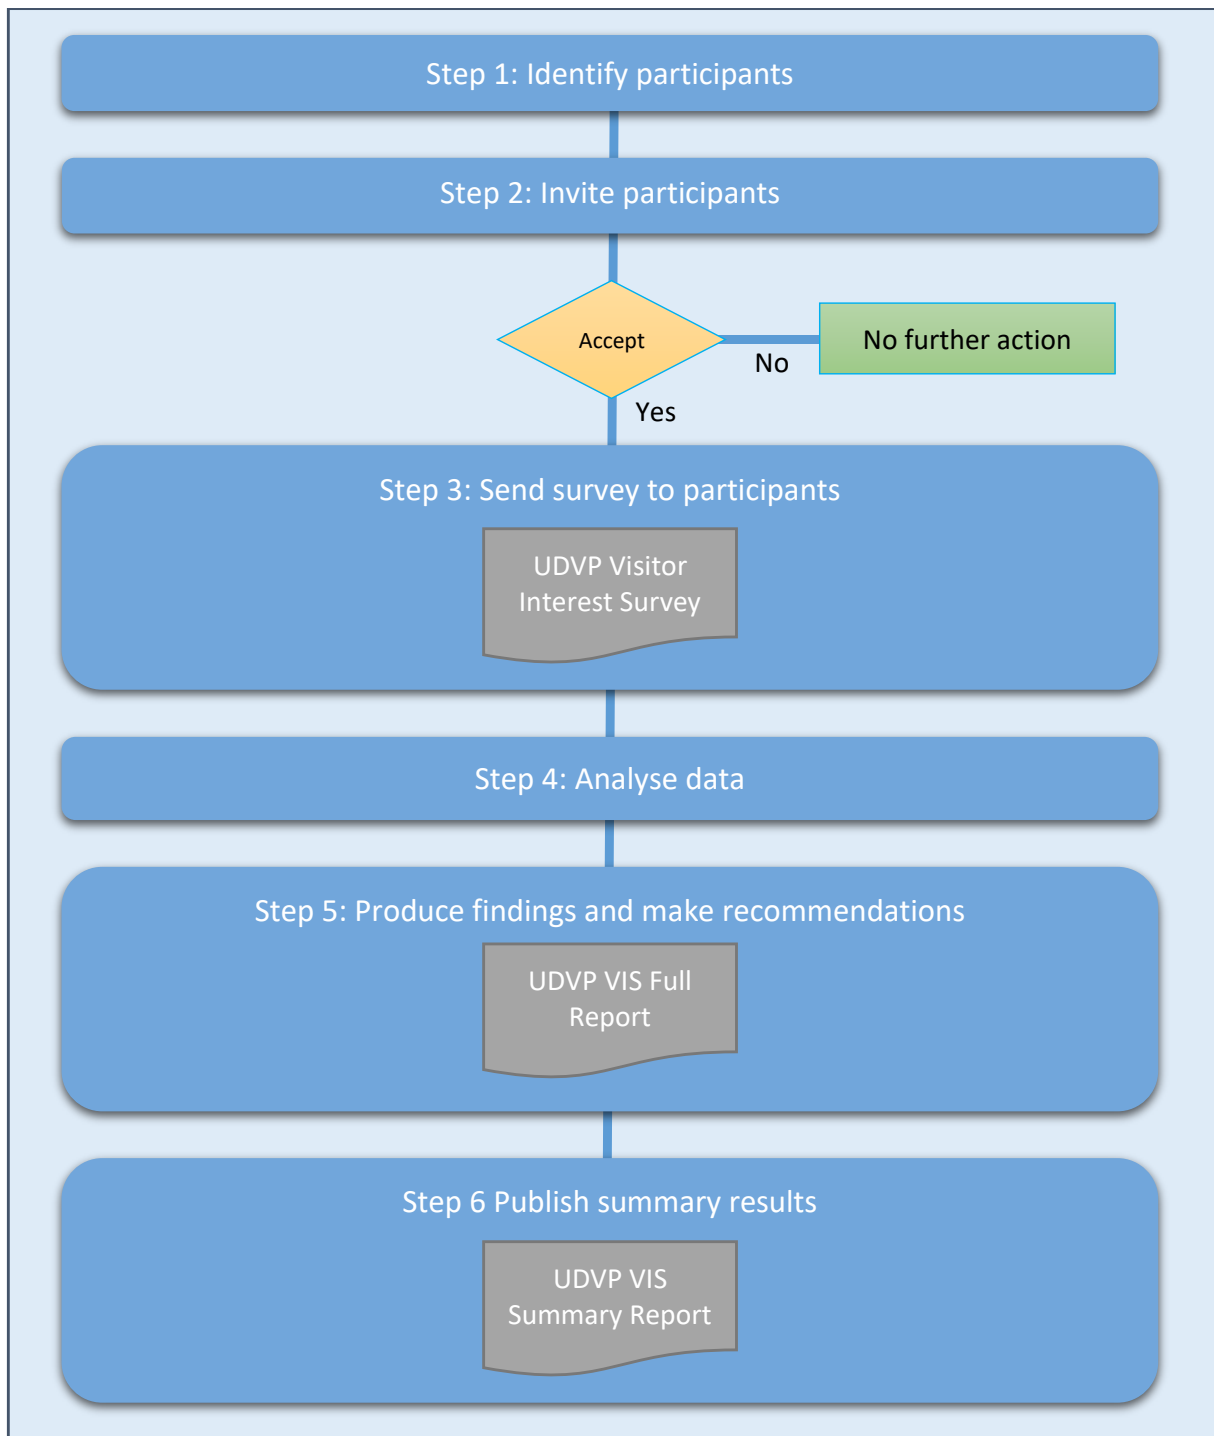 Step 1: Identify participants
Step 2: Invite participants
Accept
No further action
No
Yes
Step 3: Send survey to participants
UDVP Visitor
Interest Survey
Step 4: Analyse data
Step 5: Produce findings and make recommendations
UDVP VIS Full
Report
Step 6 Publish summary results
UDVP VIS
Summary Report